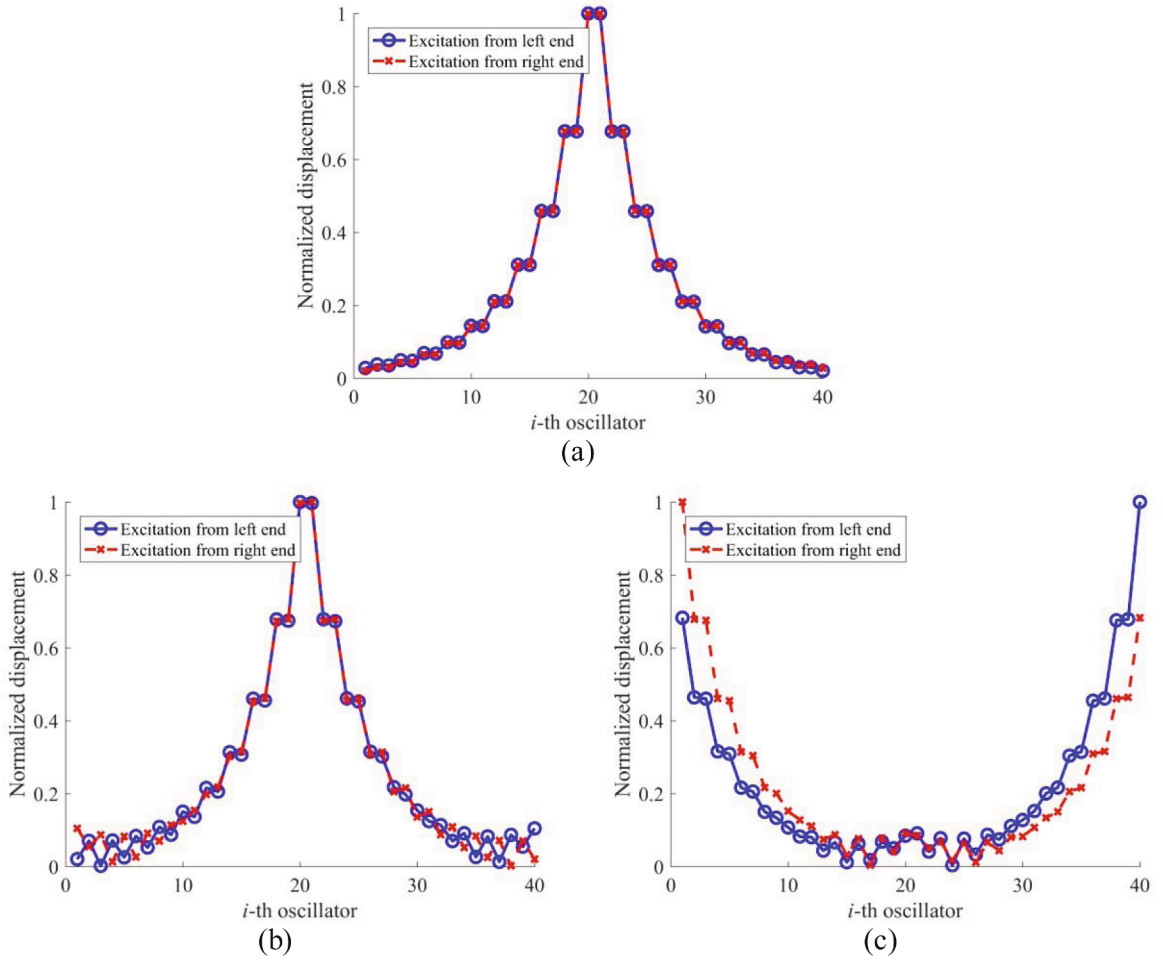 1
Excitation from left end
Excitation from right end
0.8
0.6
0.4
0.2
0
Normalized displacement
0 10 20 30 40
i-th oscillator
(a)
1
Excitation from left end
Excitation from right end
0.8
0.6
0.4
0.2
0
Normalized displacement
0 10 20 30 40
i-th oscillator
(b)
1
Excitation from left end
Excitation from right end
0.8
0.6
0.4
0.2
0
Normalized displacement
0 10 20 30 40
i-th oscillator
(c)